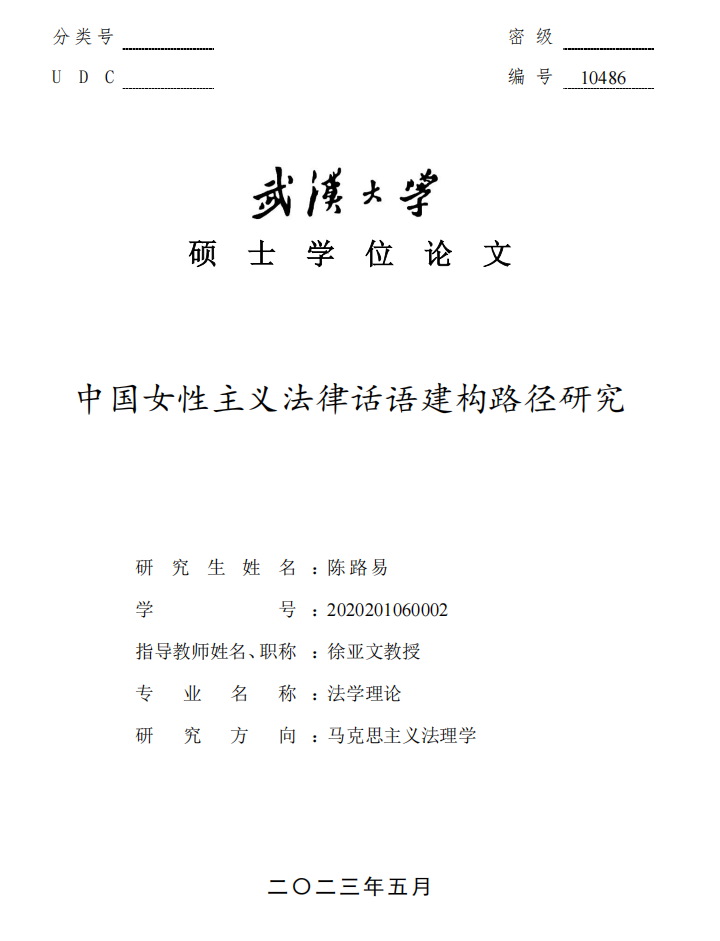 分类号 密级
UDC 编号 10486
武漢大學
硕士学位论文
中国女性主义法律话语建构路径研究
研究生姓名：陈路易
学号：2020201060002
指导教师姓名、职称：徐亚文教授
专业名称：法学理论
研究方向：马克思主义法理学
二〇二三年五月